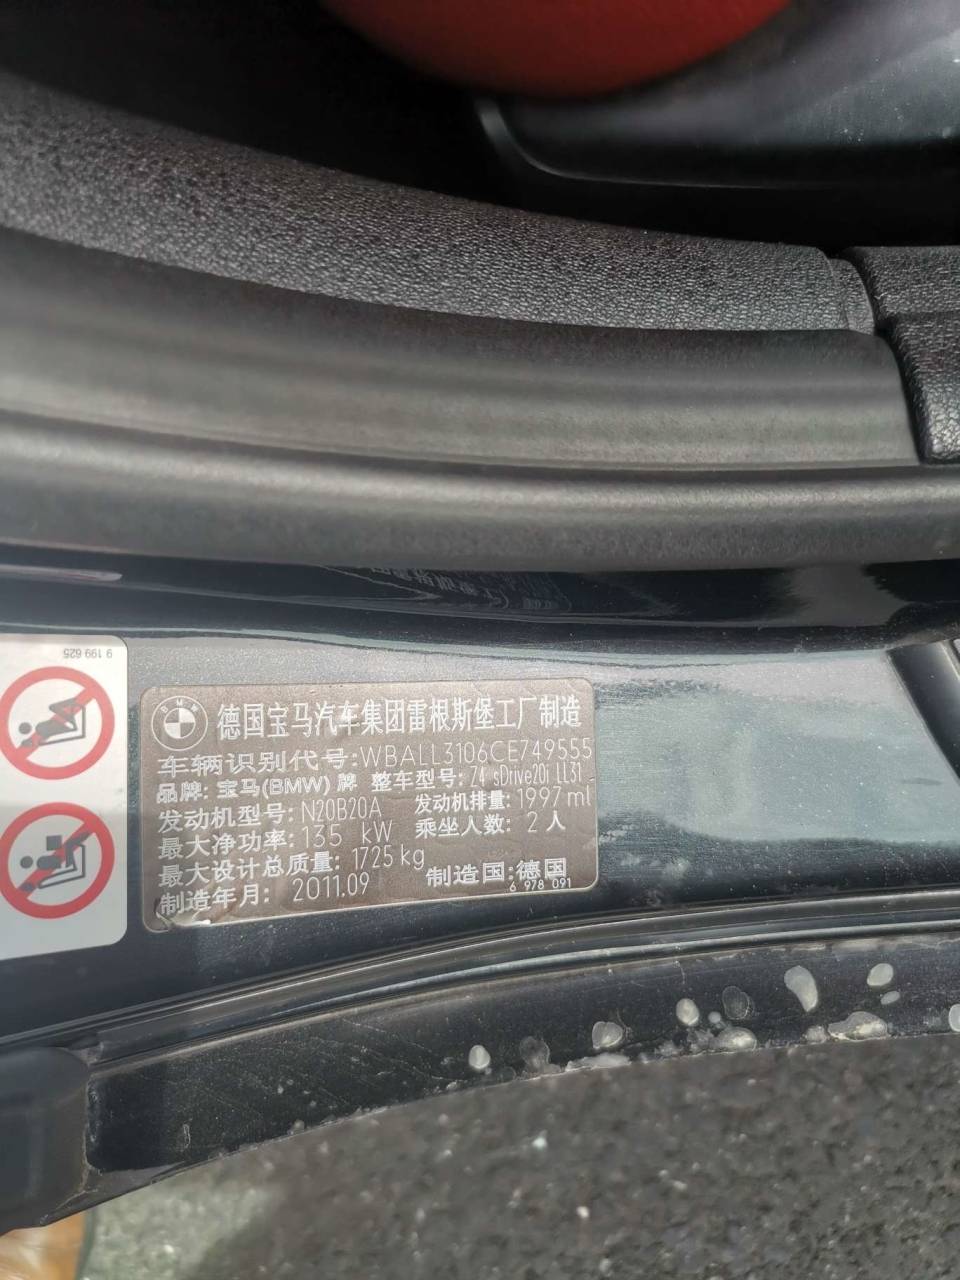 9 199 625
BMW
德国宝马汽车集团雷根斯堡工厂制造
车辆识别代号:WBALL3106CE749555
品牌: 宝马(BMW) 牌 整车型号: Z4 sDrive20i LL31
发动机型号: N20B20A 发动机排量: 1997 ml
最大净功率: 135 kW 乘坐人数: 2 人
最大设计总质量: 1725 kg
制造年月: 2011.09 制造国:德国
6 978 091